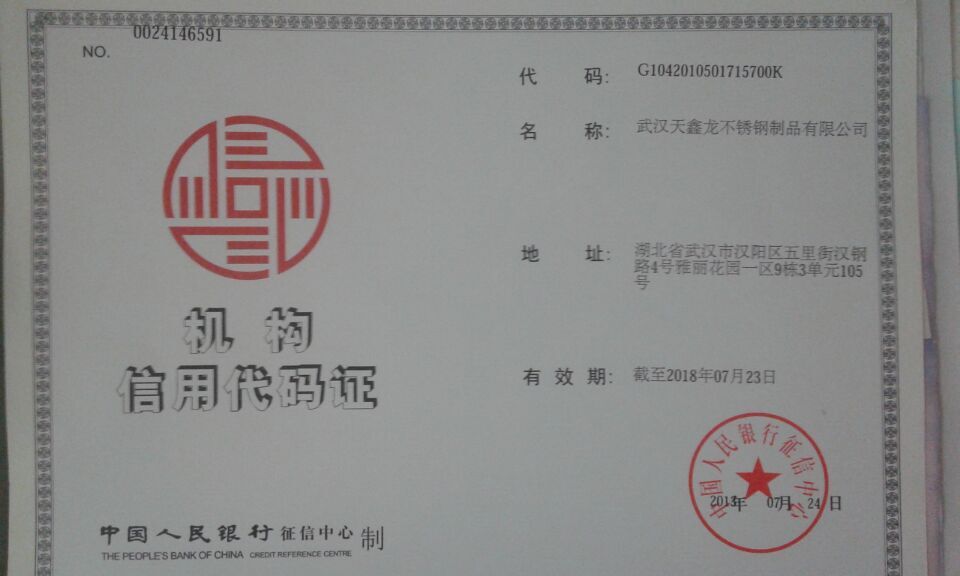 NO. 0024146591
代 码: G1042010501715700K
名 称: 武汉天鑫龙不锈钢制品有限公司
地 址: 湖北省武汉市汉阳区五里街汉钢
路4号雅丽花园一区9栋3单元105
号
机构
信用代码证
有效期: 截至2018年07月23日
中国人民银行征信中心
2013年 07月 24日
中国人民银行征信中心制
THE PEOPLE'S BANK OF CHINA CREDIT REFERENCE CENTRE